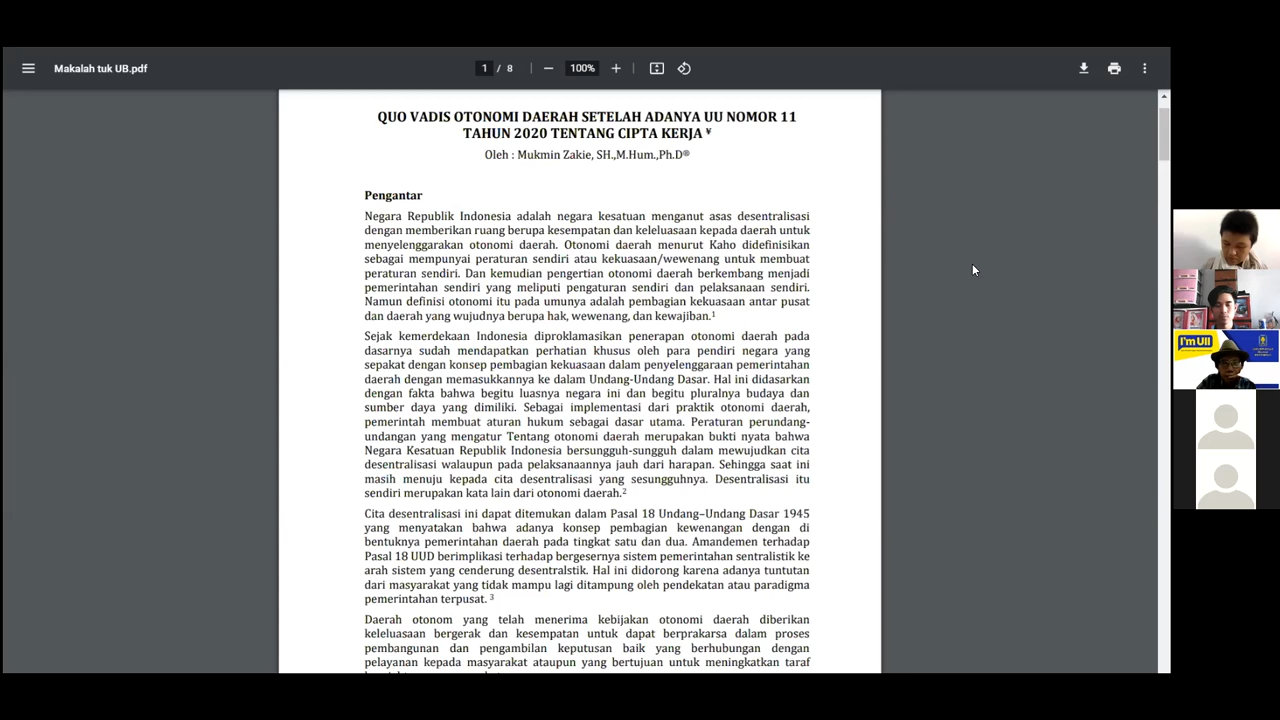 Makalah tuk UB.pdf
1 / 8
100%
QUO VADIS OTONOMI DAERAH SETELAH ADANYA UU NOMOR 11
TAHUN 2020 TENTANG CIPTA KERJA ¥
Oleh : Mukmin Zakie, SH.,M.Hum.,Ph.D®
Pengantar
Negara Republik Indonesia adalah negara kesatuan menganut asas desentralisasi
dengan memberikan ruang berupa kesempatan dan keleluasaan kepada daerah untuk
menyelenggarakan otonomi daerah. Otonomi daerah menurut Kaho didefinisikan
sebagai mempunyai peraturan sendiri atau kekuasaan/wewenang untuk membuat
peraturan sendiri. Dan kemudian pengertian otonomi daerah berkembang menjadi
pemerintahan sendiri yang meliputi pengaturan sendiri dan pelaksanaan sendiri.
Namun definisi otonomi itu pada umunya adalah pembagian kekuasaan antar pusat
dan daerah yang wujudnya berupa hak, wewenang, dan kewajiban.¹
Sejak kemerdekaan Indonesia diproklamasikan penerapan otonomi daerah pada
dasarnya sudah mendapatkan perhatian khusus oleh para pendiri negara yang
sepakat dengan konsep pembagian kekuasaan dalam penyelenggaraan pemerintahan
daerah dengan memasukkannya ke dalam Undang-Undang Dasar. Hal ini didasarkan
dengan fakta bahwa begitu luasnya negara ini dan begitu pluralnya budaya dan
sumber daya yang dimiliki. Sebagai implementasi dari praktik otonomi daerah,
pemerintah membuat aturan hukum sebagai dasar utama. Peraturan perundang-
undangan yang mengatur Tentang otonomi daerah merupakan bukti nyata bahwa
Negara Kesatuan Republik Indonesia bersungguh-sungguh dalam mewujudkan cita
desentralisasi walaupun pada pelaksanaannya jauh dari harapan. Sehingga saat ini
masih menuju kepada cita desentralisasi yang sesungguhnya. Desentralisasi itu
sendiri merupakan kata lain dari otonomi daerah.²
Cita desentralisasi ini dapat ditemukan dalam Pasal 18 Undang–Undang Dasar 1945
yang menyatakan bahwa adanya konsep pembagian kewenangan dengan di
bentuknya pemerintahan daerah pada tingkat satu dan dua. Amandemen terhadap
Pasal 18 UUD berimplikasi terhadap bergesernya sistem pemerintahan sentralistik ke
arah sistem yang cenderung desentralstik. Hal ini didorong karena adanya tuntutan
dari masyarakat yang tidak mampu lagi ditampung oleh pendekatan atau paradigma
pemerintahan terpusat. ³
Daerah otonom yang telah menerima kebijakan otonomi daerah diberikan
keleluasaan bergerak dan kesempatan untuk dapat berprakarsa dalam proses
pembangunan dan pengambilan keputusan baik yang berhubungan dengan
pelayanan kepada masyarakat ataupun yang bertujuan untuk meningkatkan taraf
I'm UII